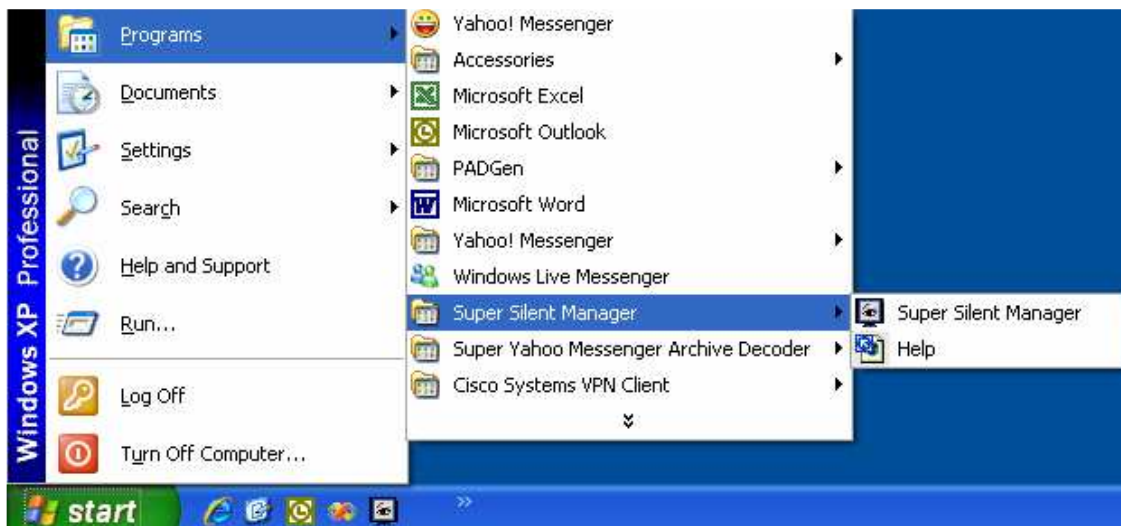 Windows XP Professional
Programs
Documents
Settings
Search
Help and Support
Run...
Log Off
Turn Off Computer...
Yahoo! Messenger
Accessories
Microsoft Excel
Microsoft Outlook
PADGen
Microsoft Word
Yahoo! Messenger
Windows Live Messenger
Super Silent Manager
Super Yahoo Messenger Archive Decoder
Cisco Systems VPN Client
Super Silent Manager
Help
start